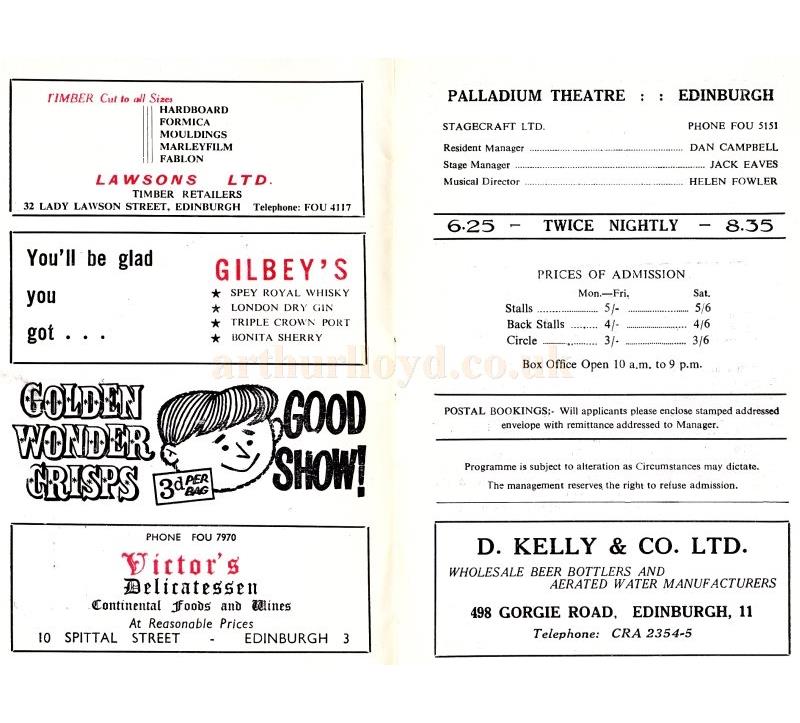 TIMBER Cut to all Sizes
HARDBOARD
FORMICA
MOULDINGS
MARLEYFILM
FABLON
LAWSONS LTD.
TIMBER RETAILERS
32 LADY LAWSON STREET, EDINBURGH Telephone: FOU 4117
You'll be glad
you
got . . .
GILBEY'S
★ SPEY ROYAL WHISKY
★ LONDON DRY GIN
★ TRIPLE CROWN PORT
★ BONITA SHERRY
GOLDEN
WONDER
CRISPS
3d PER
BAG
GOOD
SHOW!
PHONE FOU 7970
Victor's
Delicatessen
Continental Foods and Wines
At Reasonable Prices
10 SPITTAL STREET - EDINBURGH 3
PALLADIUM THEATRE : : EDINBURGH
STAGECRAFT LTD. PHONE FOU 5151
Resident Manager ........ DAN CAMPBELL
Stage Manager ........ JACK EAVES
Musical Director ........ HELEN FOWLER
6.25 - TWICE NIGHTLY - 8.35
PRICES OF ADMISSION
Mon.—Fri, Sat.
Stalls ........ 5/- ........ 5/6
Back Stalls ........ 4/- ........ 4/6
Circle ........ 3/- ........ 3/6
Box Office Open 10 a.m. to 9 p.m.
POSTAL BOOKINGS;- Will applicants please enclose stamped addressed
envelope with remittance addressed to Manager.
Programme is subject to alteration as Circumstances may dictate.
The management reserves the right to refuse admission.
D. KELLY & CO. LTD.
WHOLESALE BEER BOTTLERS AND
AERATED WATER MANUFACTURERS
498 GORGIE ROAD, EDINBURGH, 11
Telephone: CRA 2354-5
arthurlloyd.co.uk